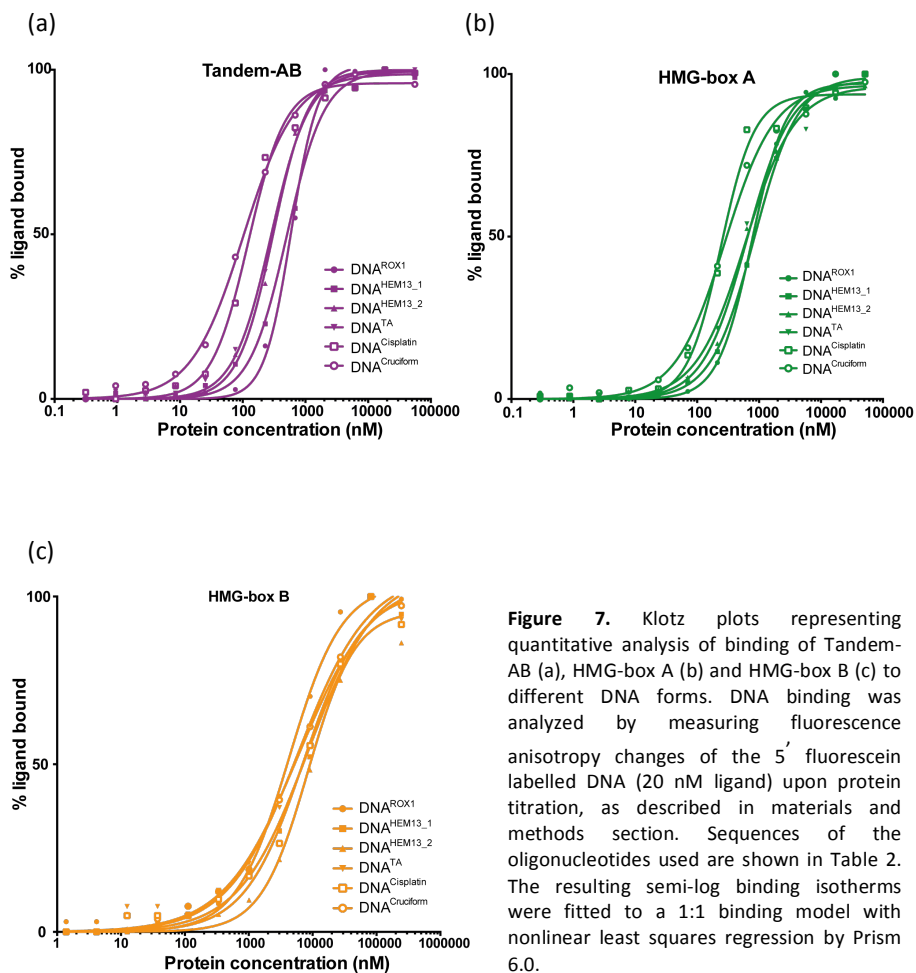 (a)
Tandem-AB
100
50
0
% ligand bound
DNA^ROX1
DNA^HEM13_1
DNA^HEM13_2
DNA^TA
DNA^Cisplatin
DNA^Cruciform
0.1 1 10 100 1000 10000 100000
Protein concentration (nM)
(b)
HMG-box A
100
50
0
% ligand bound
DNA^ROX1
DNA^HEM13_1
DNA^HEM13_2
DNA^TA
DNA^Cisplatin
DNA^Cruciform
0.1 1 10 100 1000 10000 100000
Protein concentration (nM)
(c)
HMG-box B
100
50
0
% ligand bound
DNA^ROX1
DNA^HEM13_1
DNA^HEM13_2
DNA^TA
DNA^Cisplatin
DNA^Cruciform
1 10 100 1000 10000 100000 1000000
Protein concentration (nM)
Figure 7. Klotz plots representing
quantitative analysis of binding of Tandem-
AB (a), HMG-box A (b) and HMG-box B (c) to
different DNA forms. DNA binding was
analyzed by measuring fluorescence
anisotropy changes of the 5′ fluorescein
labelled DNA (20 nM ligand) upon protein
titration, as described in materials and
methods section. Sequences of the
oligonucleotides used are shown in Table 2.
The resulting semi-log binding isotherms
were fitted to a 1:1 binding model with
nonlinear least squares regression by Prism
6.0.